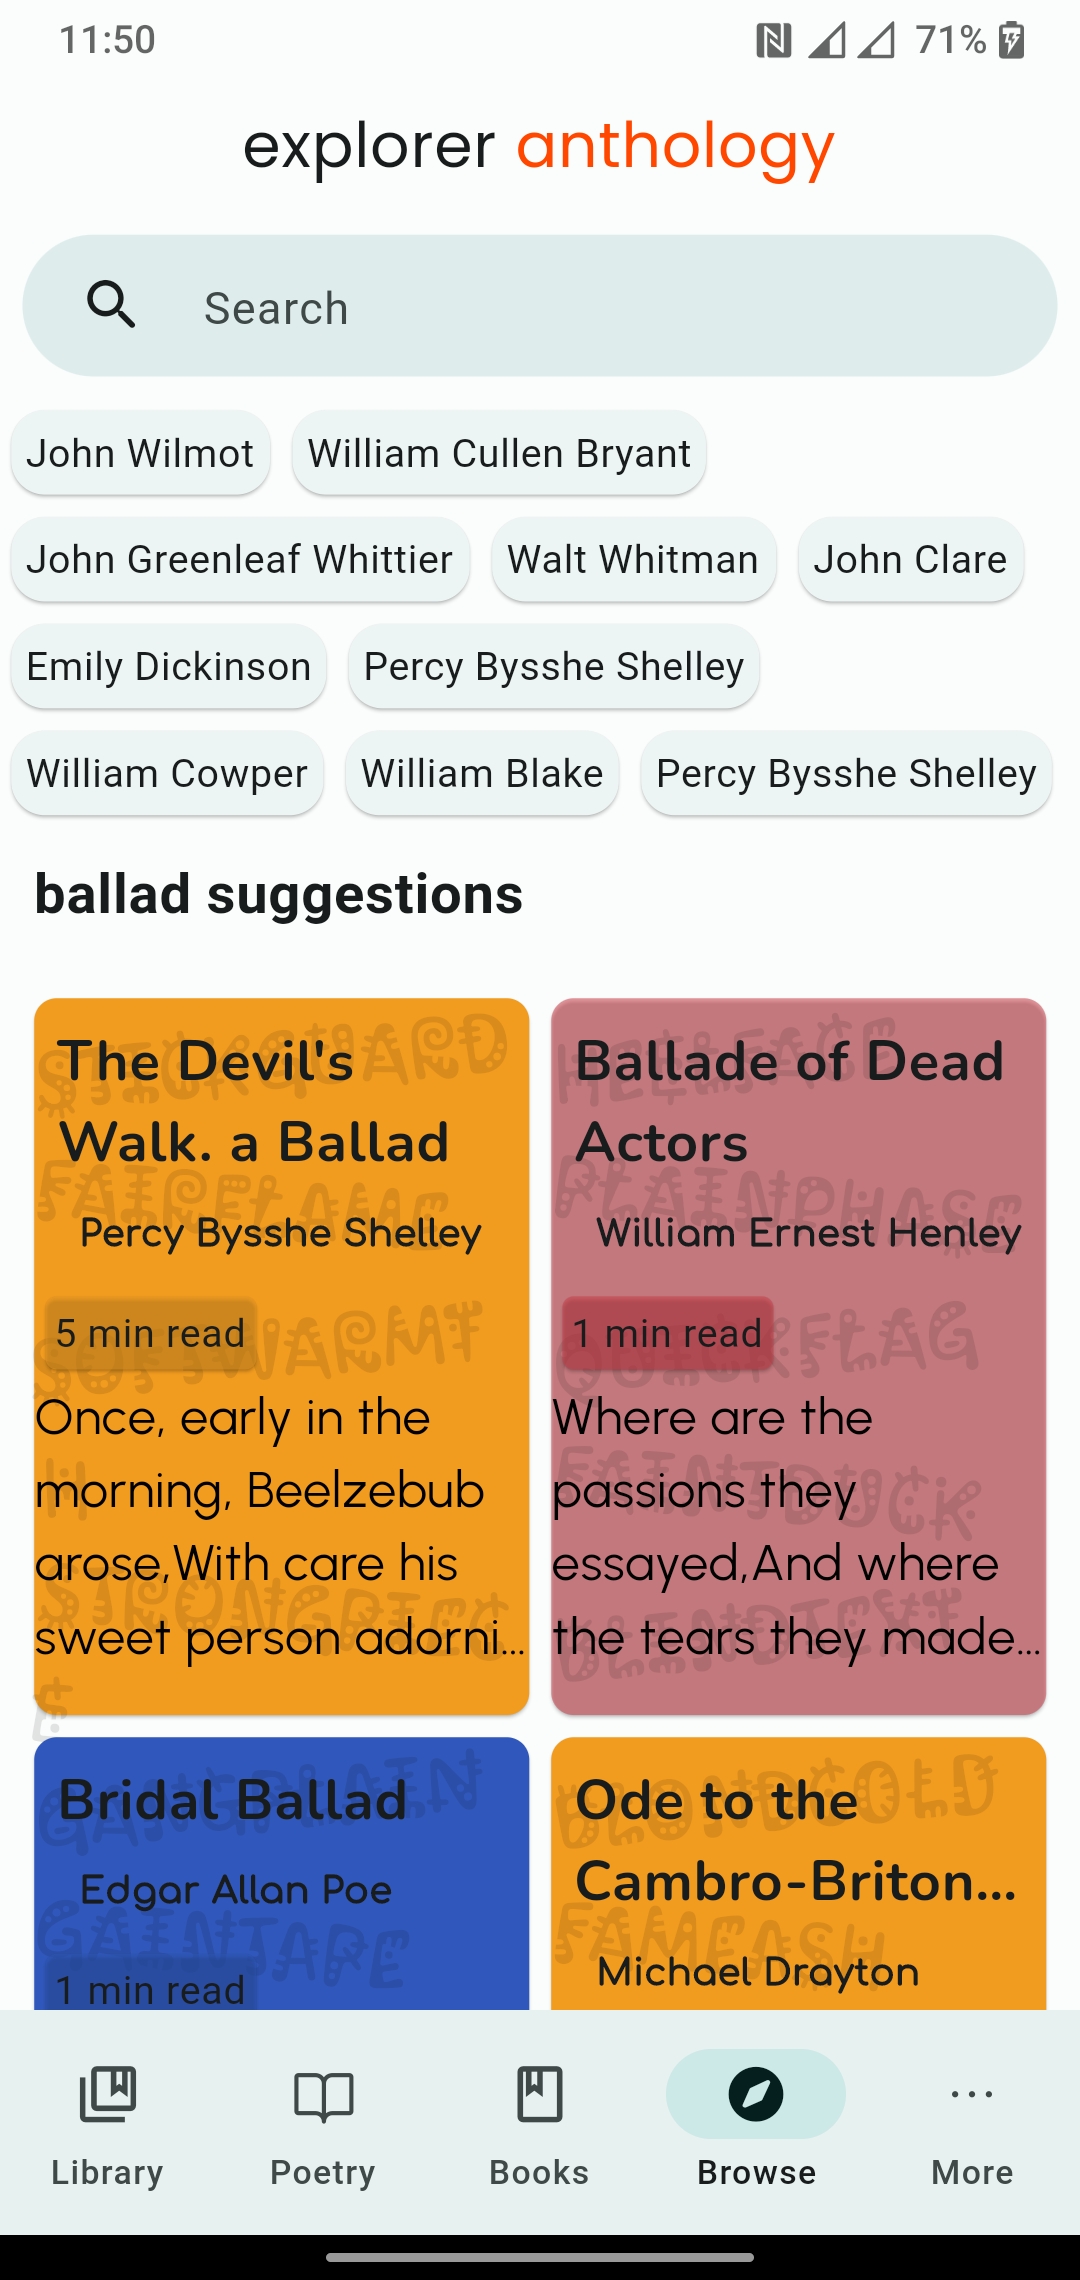 11:50 71%
explorer anthology
Search
John Wilmot William Cullen Bryant
John Greenleaf Whittier Walt Whitman John Clare
Emily Dickinson Percy Bysshe Shelley
William Cowper William Blake Percy Bysshe Shelley
ballad suggestions
The Devil's
Walk. a Ballad
Percy Bysshe Shelley
5 min read
Once, early in the
morning, Beelzebub
arose,With care his
sweet person adorni...
Ballade of Dead
Actors
William Ernest Henley
1 min read
Where are the
passions they
essayed,And where
the tears they made...
Bridal Ballad
Edgar Allan Poe
1 min read
Ode to the
Cambro-Briton...
Michael Drayton
Library Poetry Books Browse More